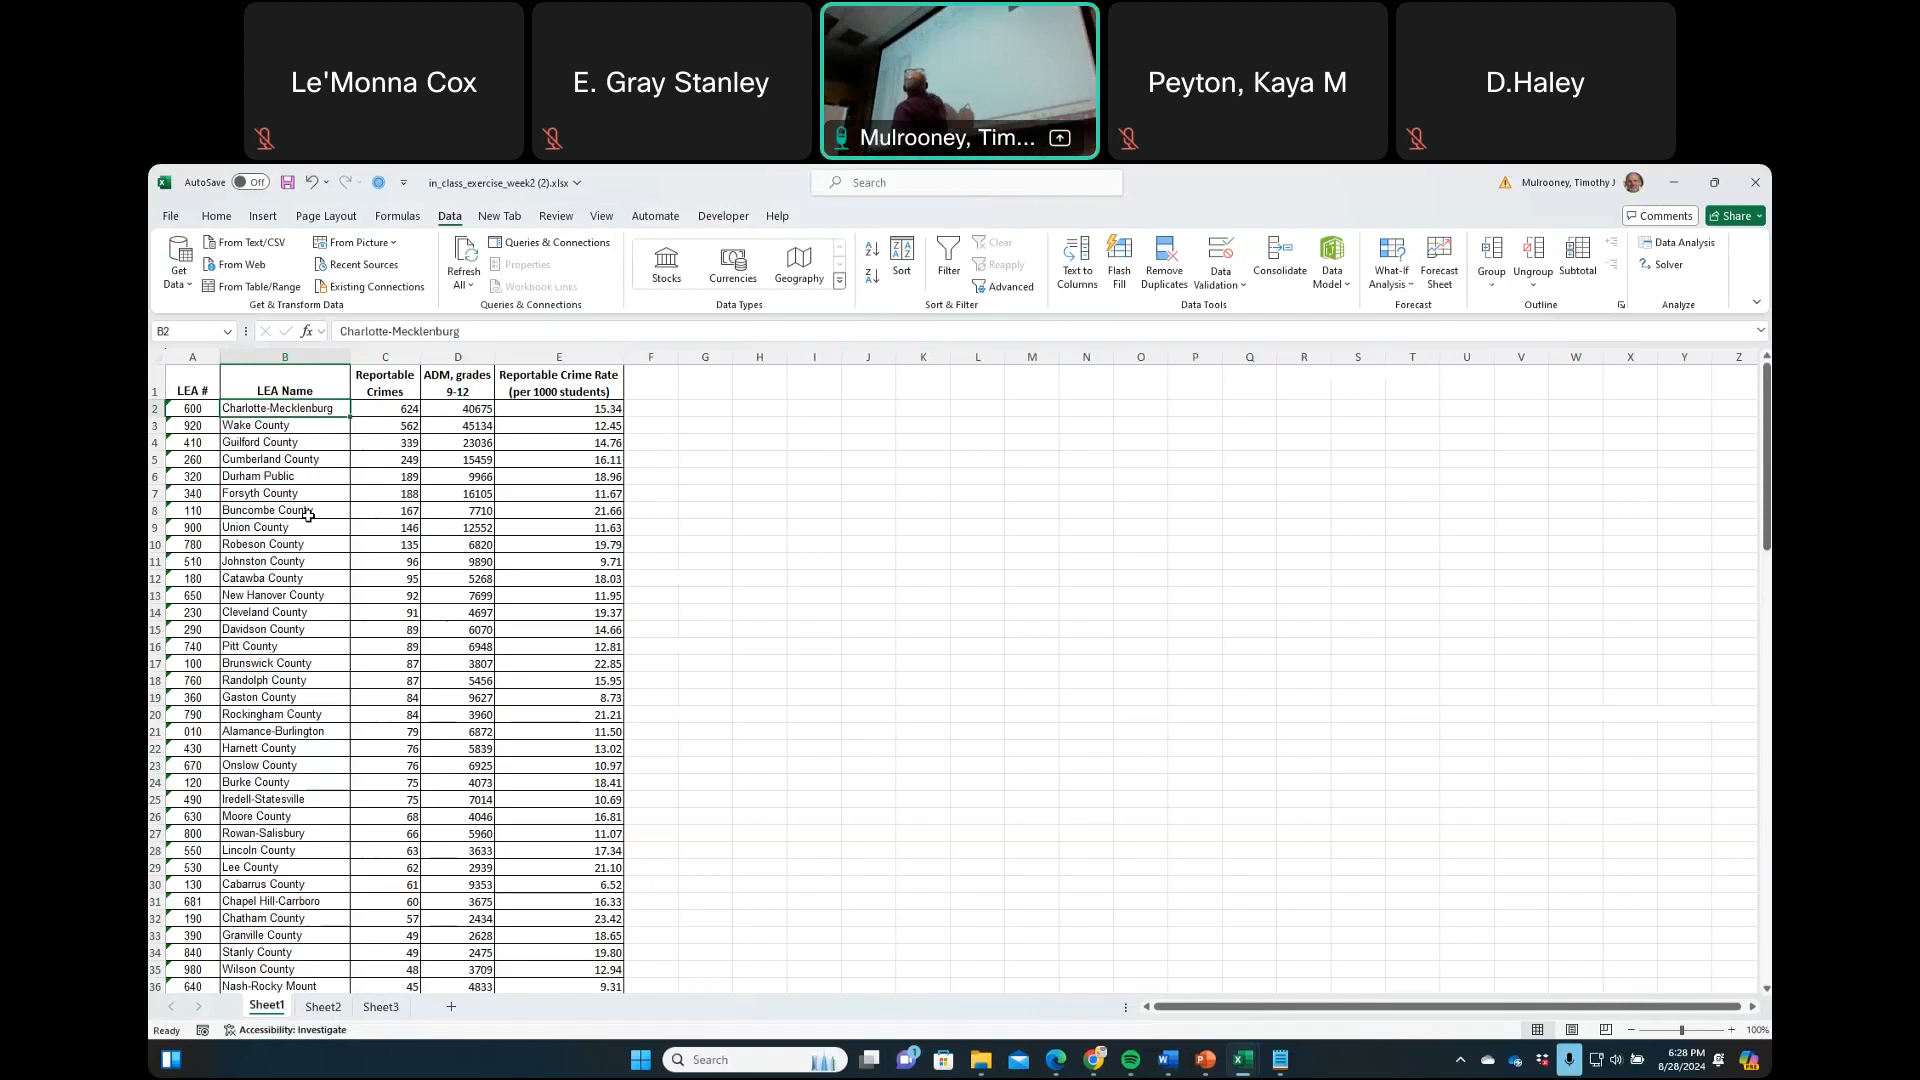 Le'Monna Cox
E. Gray Stanley
Mulrooney, Tim...
Peyton, Kaya M
D.Haley
AutoSave Off
in_class_exercise_week2 (2).xlsx
Search
Mulrooney, Timothy J
File Home Insert Page Layout Formulas Data New Tab Review View Automate Developer Help
Comments Share
Get Data
From Text/CSV
From Web
From Table/Range
From Picture
Recent Sources
Existing Connections
Get & Transform Data
Refresh All
Queries & Connections
Properties
Workbook Links
Queries & Connections
Stocks Currencies Geography
Data Types
Sort
Filter
Clear
Reapply
Advanced
Sort & Filter
Text to Columns
Flash Fill
Remove Duplicates
Data Validation
Consolidate
Data Model
Data Tools
What-If Analysis
Forecast Sheet
Forecast
Group
Ungroup
Subtotal
Outline
Data Analysis
Solver
Analyze
B2 fx Charlotte-Mecklenburg
A B C D E F G H I J K L M N O P Q R S T U V W X Y Z
1 LEA # LEA Name Reportable Crimes ADM, grades 9-12 Reportable Crime Rate (per 1000 students)
2 600 Charlotte-Mecklenburg 624 40675 15.34
3 920 Wake County 562 45134 12.45
4 410 Guilford County 339 23036 14.76
5 260 Cumberland County 249 15459 16.11
6 320 Durham Public 189 9966 18.96
7 340 Forsyth County 188 16105 11.67
8 110 Buncombe County 167 7710 21.66
9 900 Union County 146 12552 11.63
10 780 Robeson County 135 6820 19.79
11 510 Johnston County 96 9890 9.71
12 180 Catawba County 95 5268 18.03
13 650 New Hanover County 92 7699 11.95
14 230 Cleveland County 91 4697 19.37
15 290 Davidson County 89 6070 14.66
16 740 Pitt County 89 6948 12.81
17 100 Brunswick County 87 3807 22.85
18 760 Randolph County 87 5456 15.95
19 360 Gaston County 84 9627 8.73
20 790 Rockingham County 84 3960 21.21
21 010 Alamance-Burlington 79 6872 11.50
22 430 Harnett County 76 5839 13.02
23 670 Onslow County 76 6925 10.97
24 120 Burke County 75 4073 18.41
25 490 Iredell-Statesville 75 7014 10.69
26 630 Moore County 68 4046 16.81
27 800 Rowan-Salisbury 66 5960 11.07
28 550 Lincoln County 63 3633 17.34
29 530 Lee County 62 2939 21.10
30 130 Cabarrus County 61 9353 6.52
31 681 Chapel Hill-Carrboro 60 3675 16.33
32 190 Chatham County 57 2434 23.42
33 390 Granville County 49 2628 18.65
34 840 Stanly County 49 2475 19.80
35 980 Wilson County 48 3709 12.94
36 640 Nash-Rocky Mount 45 4833 9.31
Sheet1 Sheet2 Sheet3
Ready Accessibility: Investigate 100%
Search
6:28 PM
8/28/2024